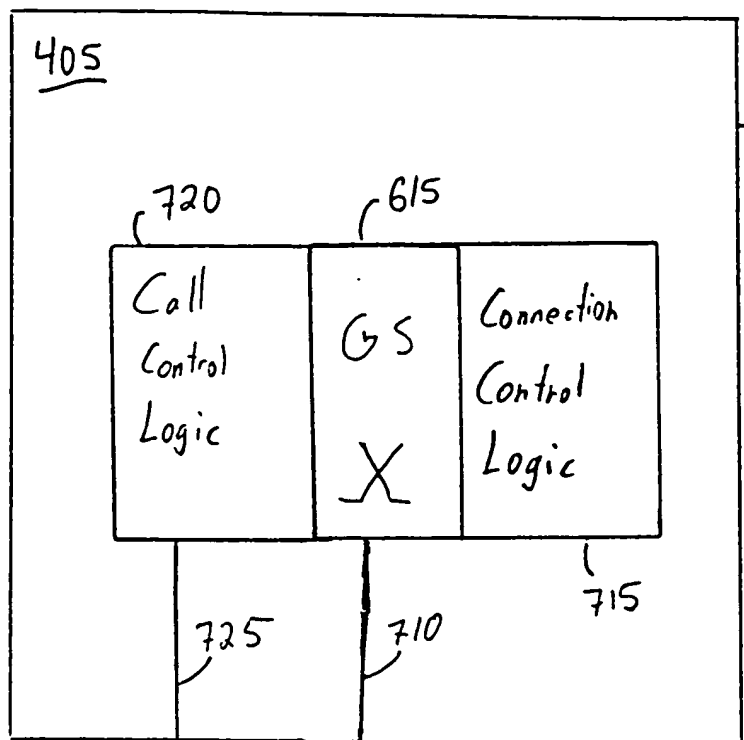 405
720
615
Call
Control
Logic
GS
X
Connection
Control
Logic
715
725
710